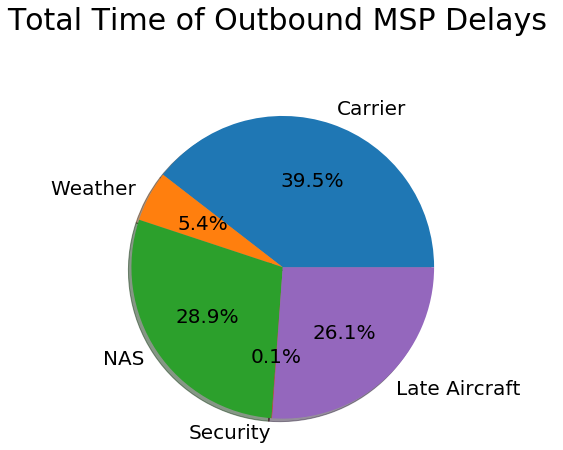 Total Time of Outbound MSP Delays
Carrier
39.5%
Weather
5.4%
28.9%
26.1%
0.1%
NAS
Late Aircraft
Security